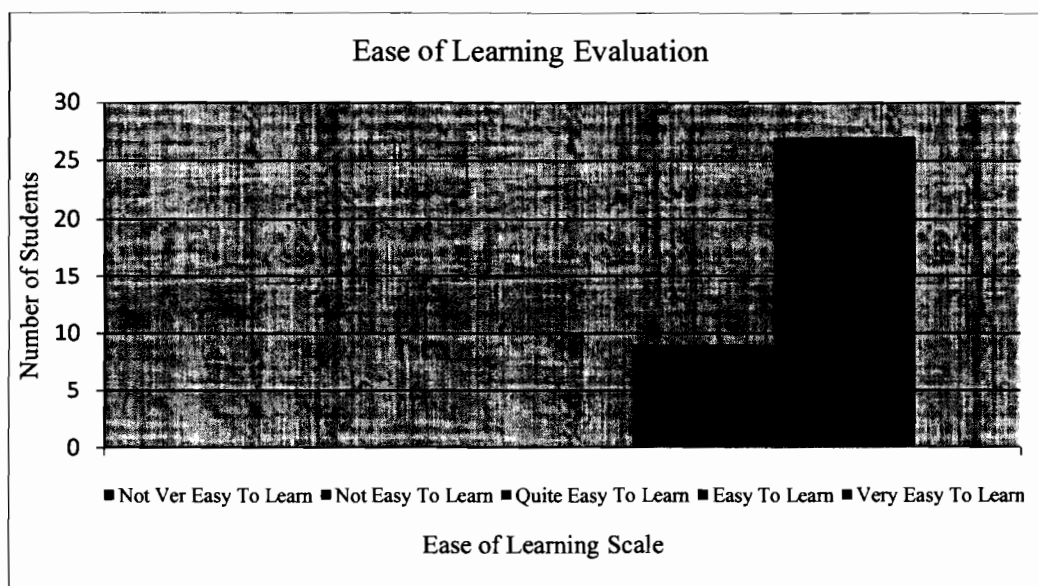 Ease of Learning Evaluation
30
25
20
15
10
5
0
Number of Students
■ Not Ver Easy To Learn ■ Not Easy To Learn ■ Quite Easy To Learn ■ Easy To Learn ■ Very Easy To Learn
Ease of Learning Scale